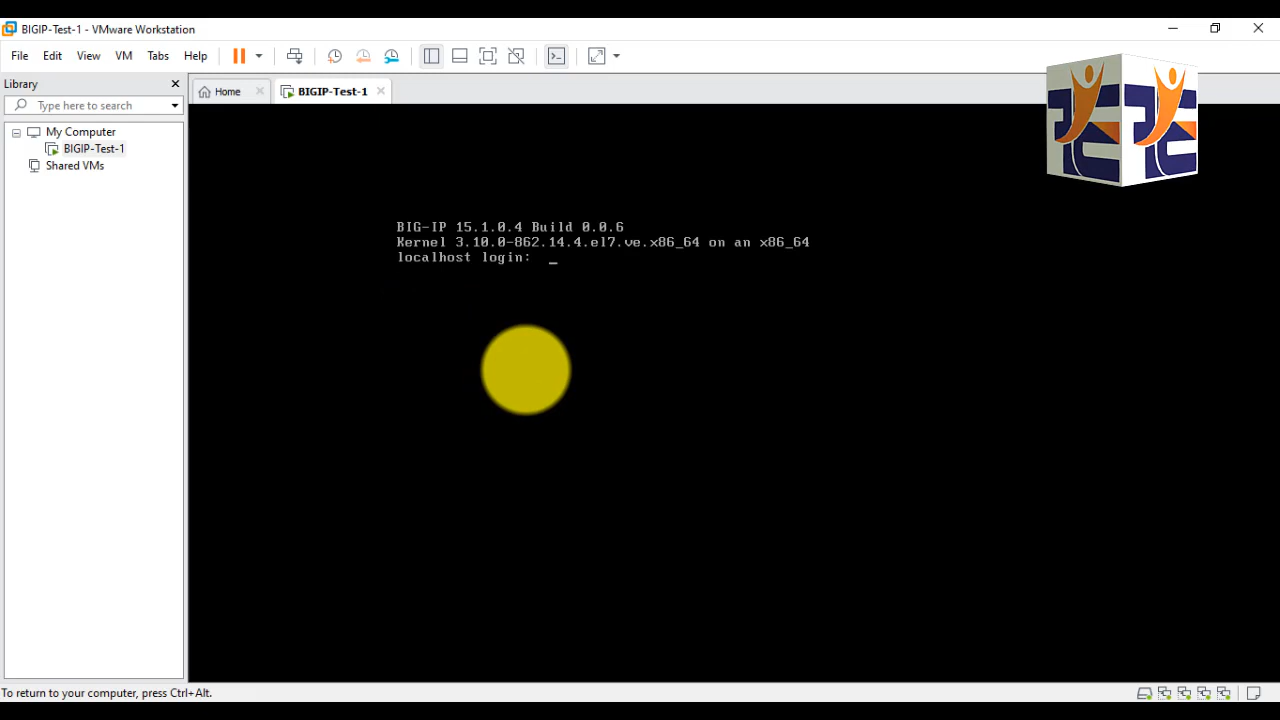 BIGIP-Test-1 - VMware Workstation
File Edit View VM Tabs Help
Library
Type here to search
My Computer
BIGIP-Test-1
Shared VMs
Home
BIGIP-Test-1
BIG-IP 15.1.0.4 Build 0.0.6
Kernel 3.10.0-862.14.4.el7.ve.x86_64 on an x86_64
localhost login: _
To return to your computer, press Ctrl+Alt.